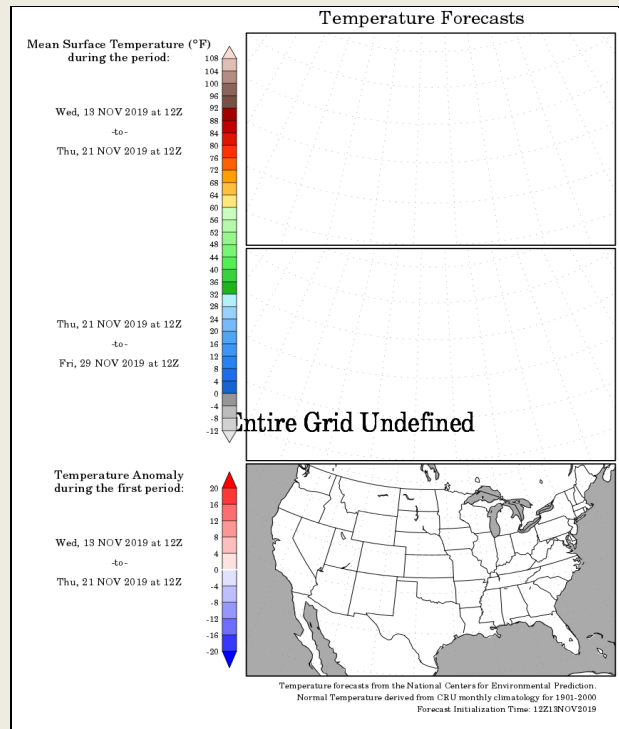 Temperature Forecasts
Mean Surface Temperature (°F)
during the period:
Wed, 13 NOV 2019 at 12Z
-to-
Thu, 21 NOV 2019 at 12Z
108
104
100
96
92
88
84
80
76
72
68
64
60
56
52
48
44
40
36
32
28
24
20
16
12
8
4
0
-4
-8
-12
Thu, 21 NOV 2019 at 12Z
-to-
Fri, 29 NOV 2019 at 12Z
Entire Grid Undefined
Temperature Anomaly
during the first period:
Wed, 13 NOV 2019 at 12Z
-to-
Thu, 21 NOV 2019 at 12Z
20
16
12
8
4
0
-4
-8
-12
-16
-20
Temperature forecasts from the National Centers for Environmental Prediction.
Normal Temperature derived from CRU monthly climatology for 1901-2000
Forecast Initialization Time: 12Z13NOV2019